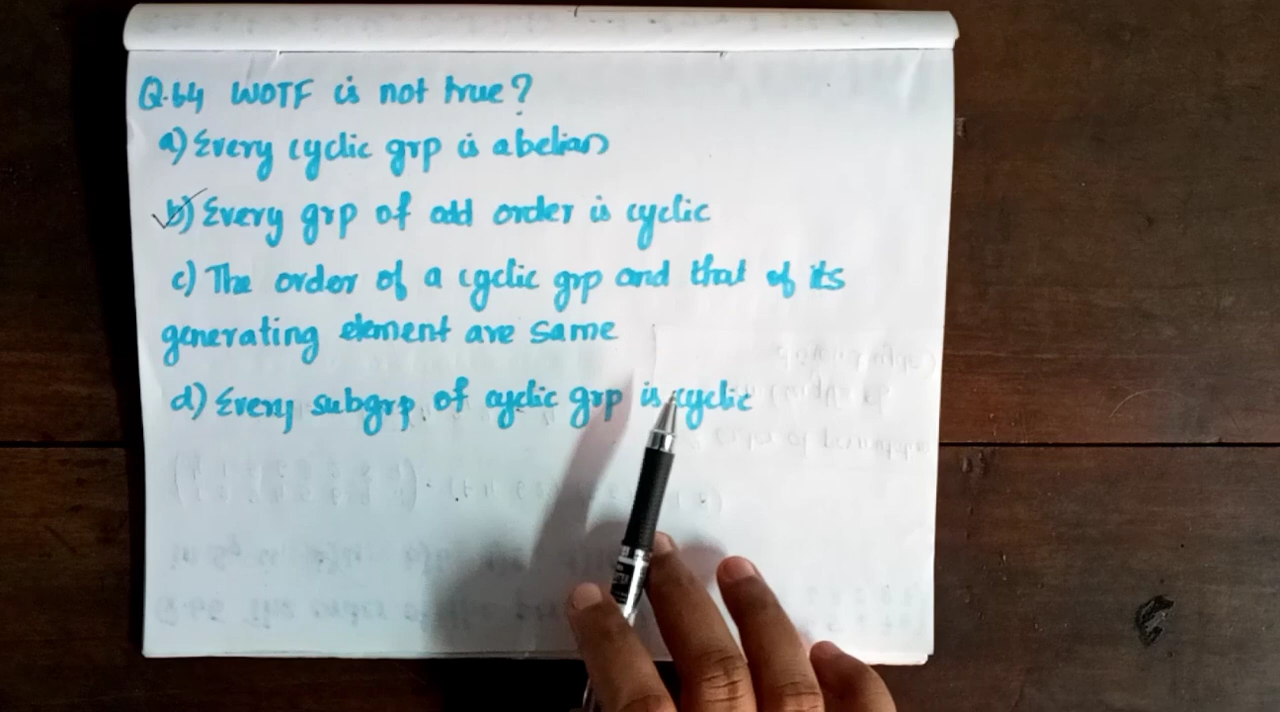 Q.64 WOTF is not true?
a) Every cyclic grp is abelian
b) Every grp of odd order is cyclic
c) The order of a cyclic grp and that of its
generating element are same
d) Every subgrp of cyclic grp is cyclic